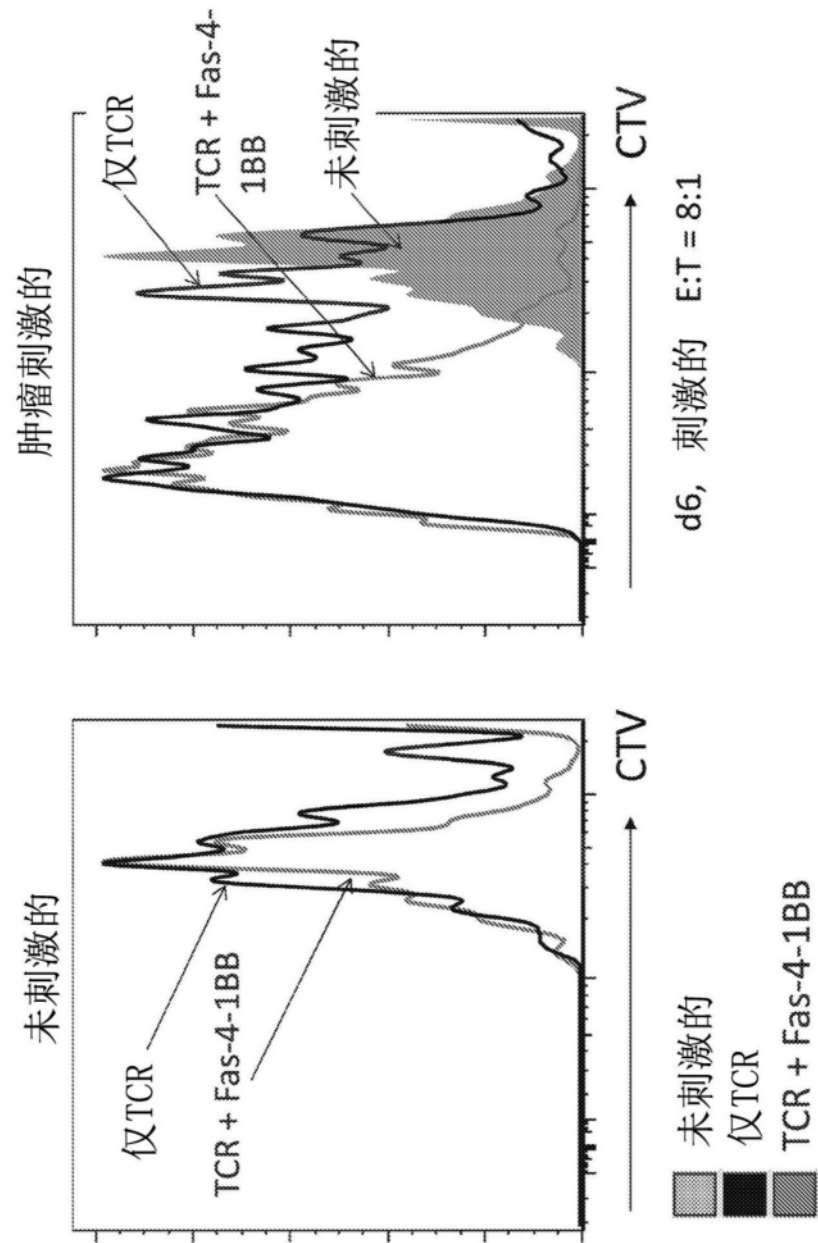 未刺激的
仅TCR
TCR + Fas-4-1BB
CTV
肿瘤刺激的
仅TCR
TCR + Fas-4-
1BB
未刺激的
CTV
d6, 刺激的 E:T = 8:1
未刺激的
仅TCR
TCR + Fas-4-1BB